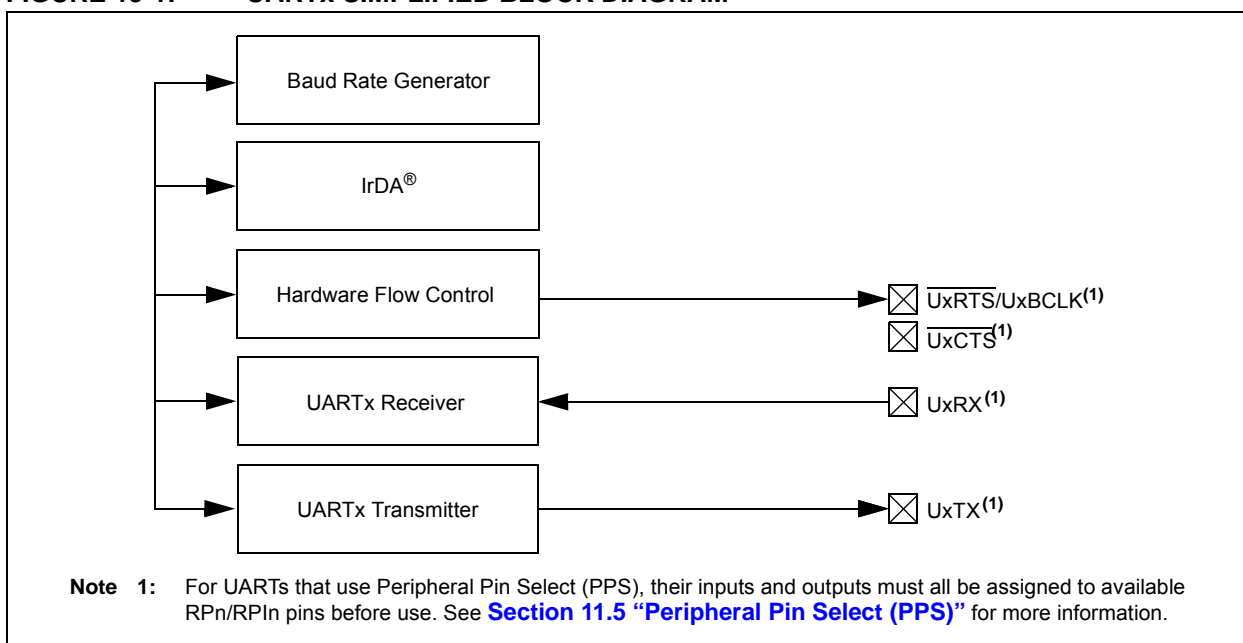 Baud Rate Generator
IrDA®
Hardware Flow Control
UxRTS/UxBCLK(1)
UxCTS(1)
UARTx Receiver
UxRX(1)
UARTx Transmitter
UxTX(1)
Note 1: For UARTs that use Peripheral Pin Select (PPS), their inputs and outputs must all be assigned to available
RPn/RPIn pins before use. See Section 11.5 “Peripheral Pin Select (PPS)” for more information.